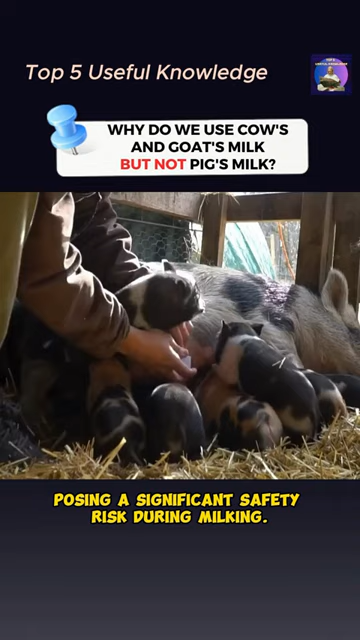 Top 5 Useful Knowledge
WHY DO WE USE COW'S
AND GOAT'S MILK
BUT NOT PIG'S MILK?
POSING A SIGNIFICANT SAFETY
RISK DURING MILKING.